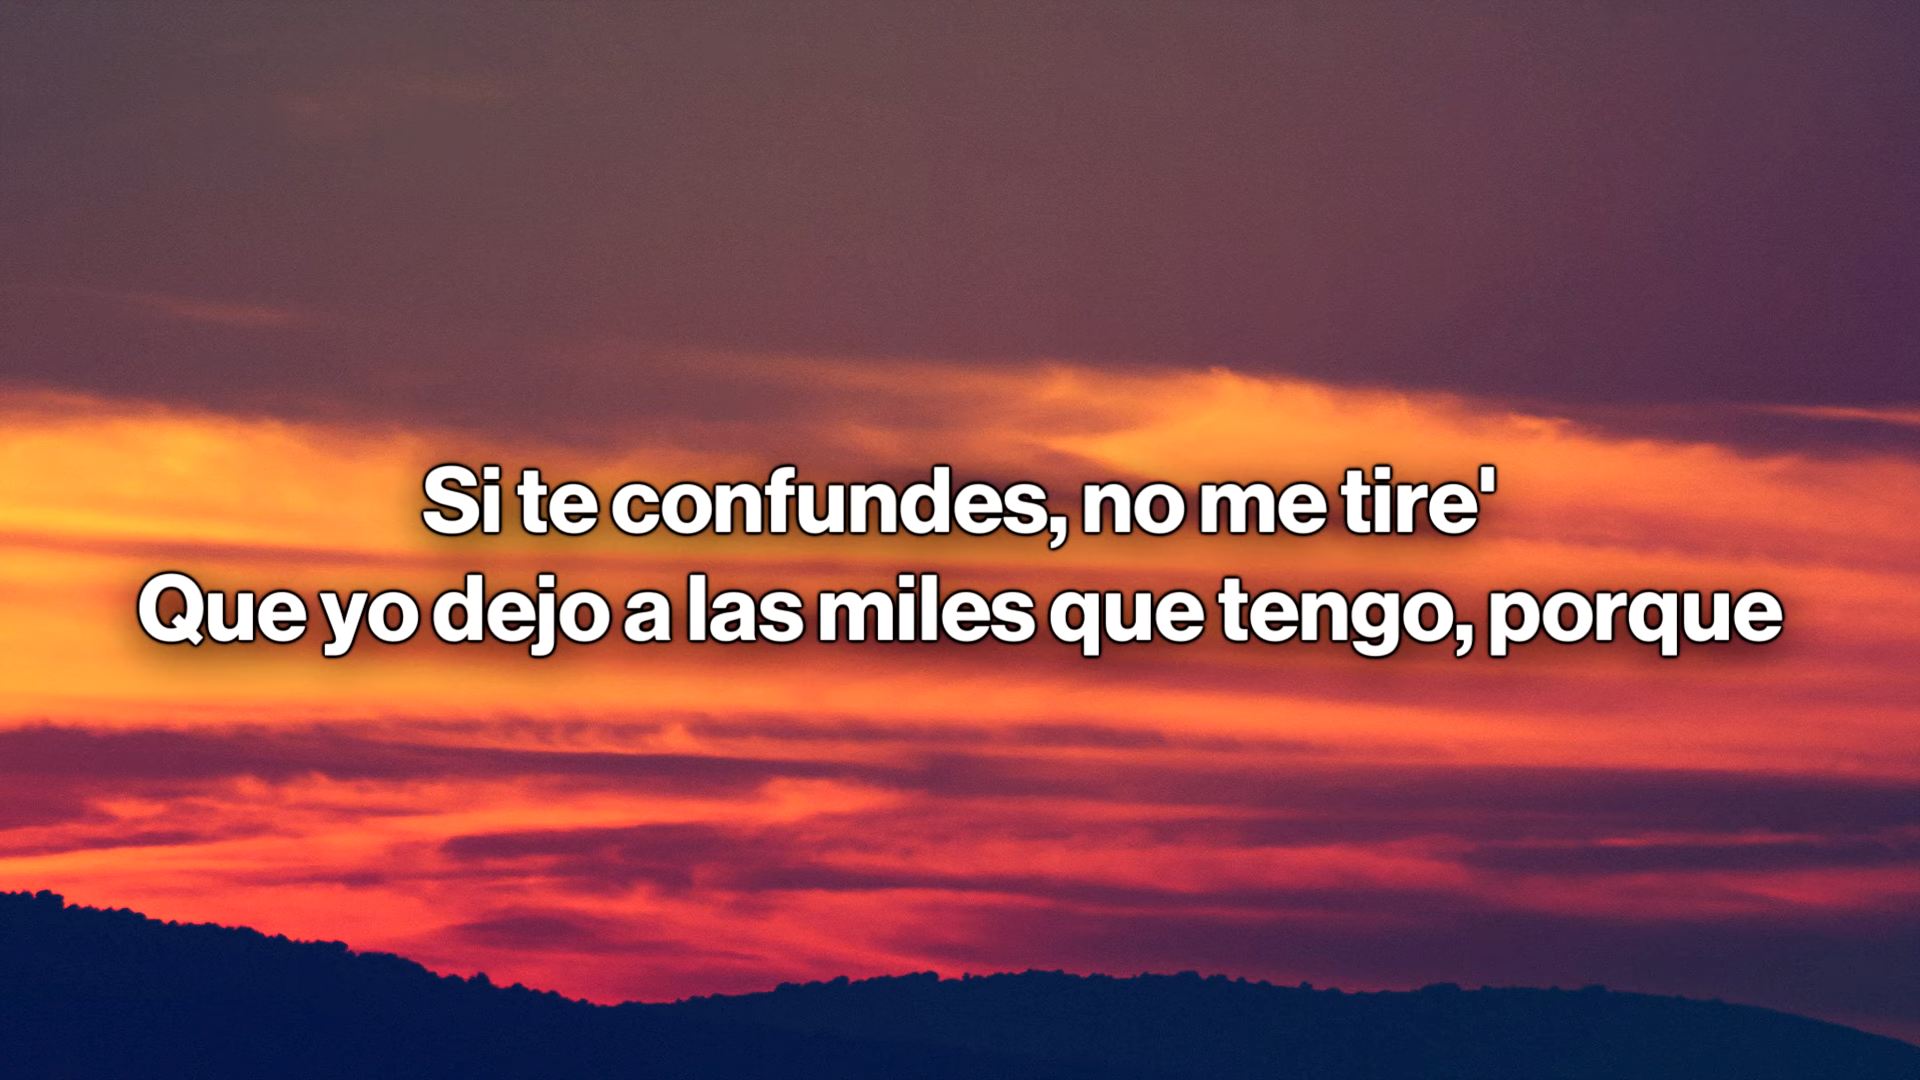 Si te confundes, no me tire'
Que yo dejo a las miles que tengo, porque